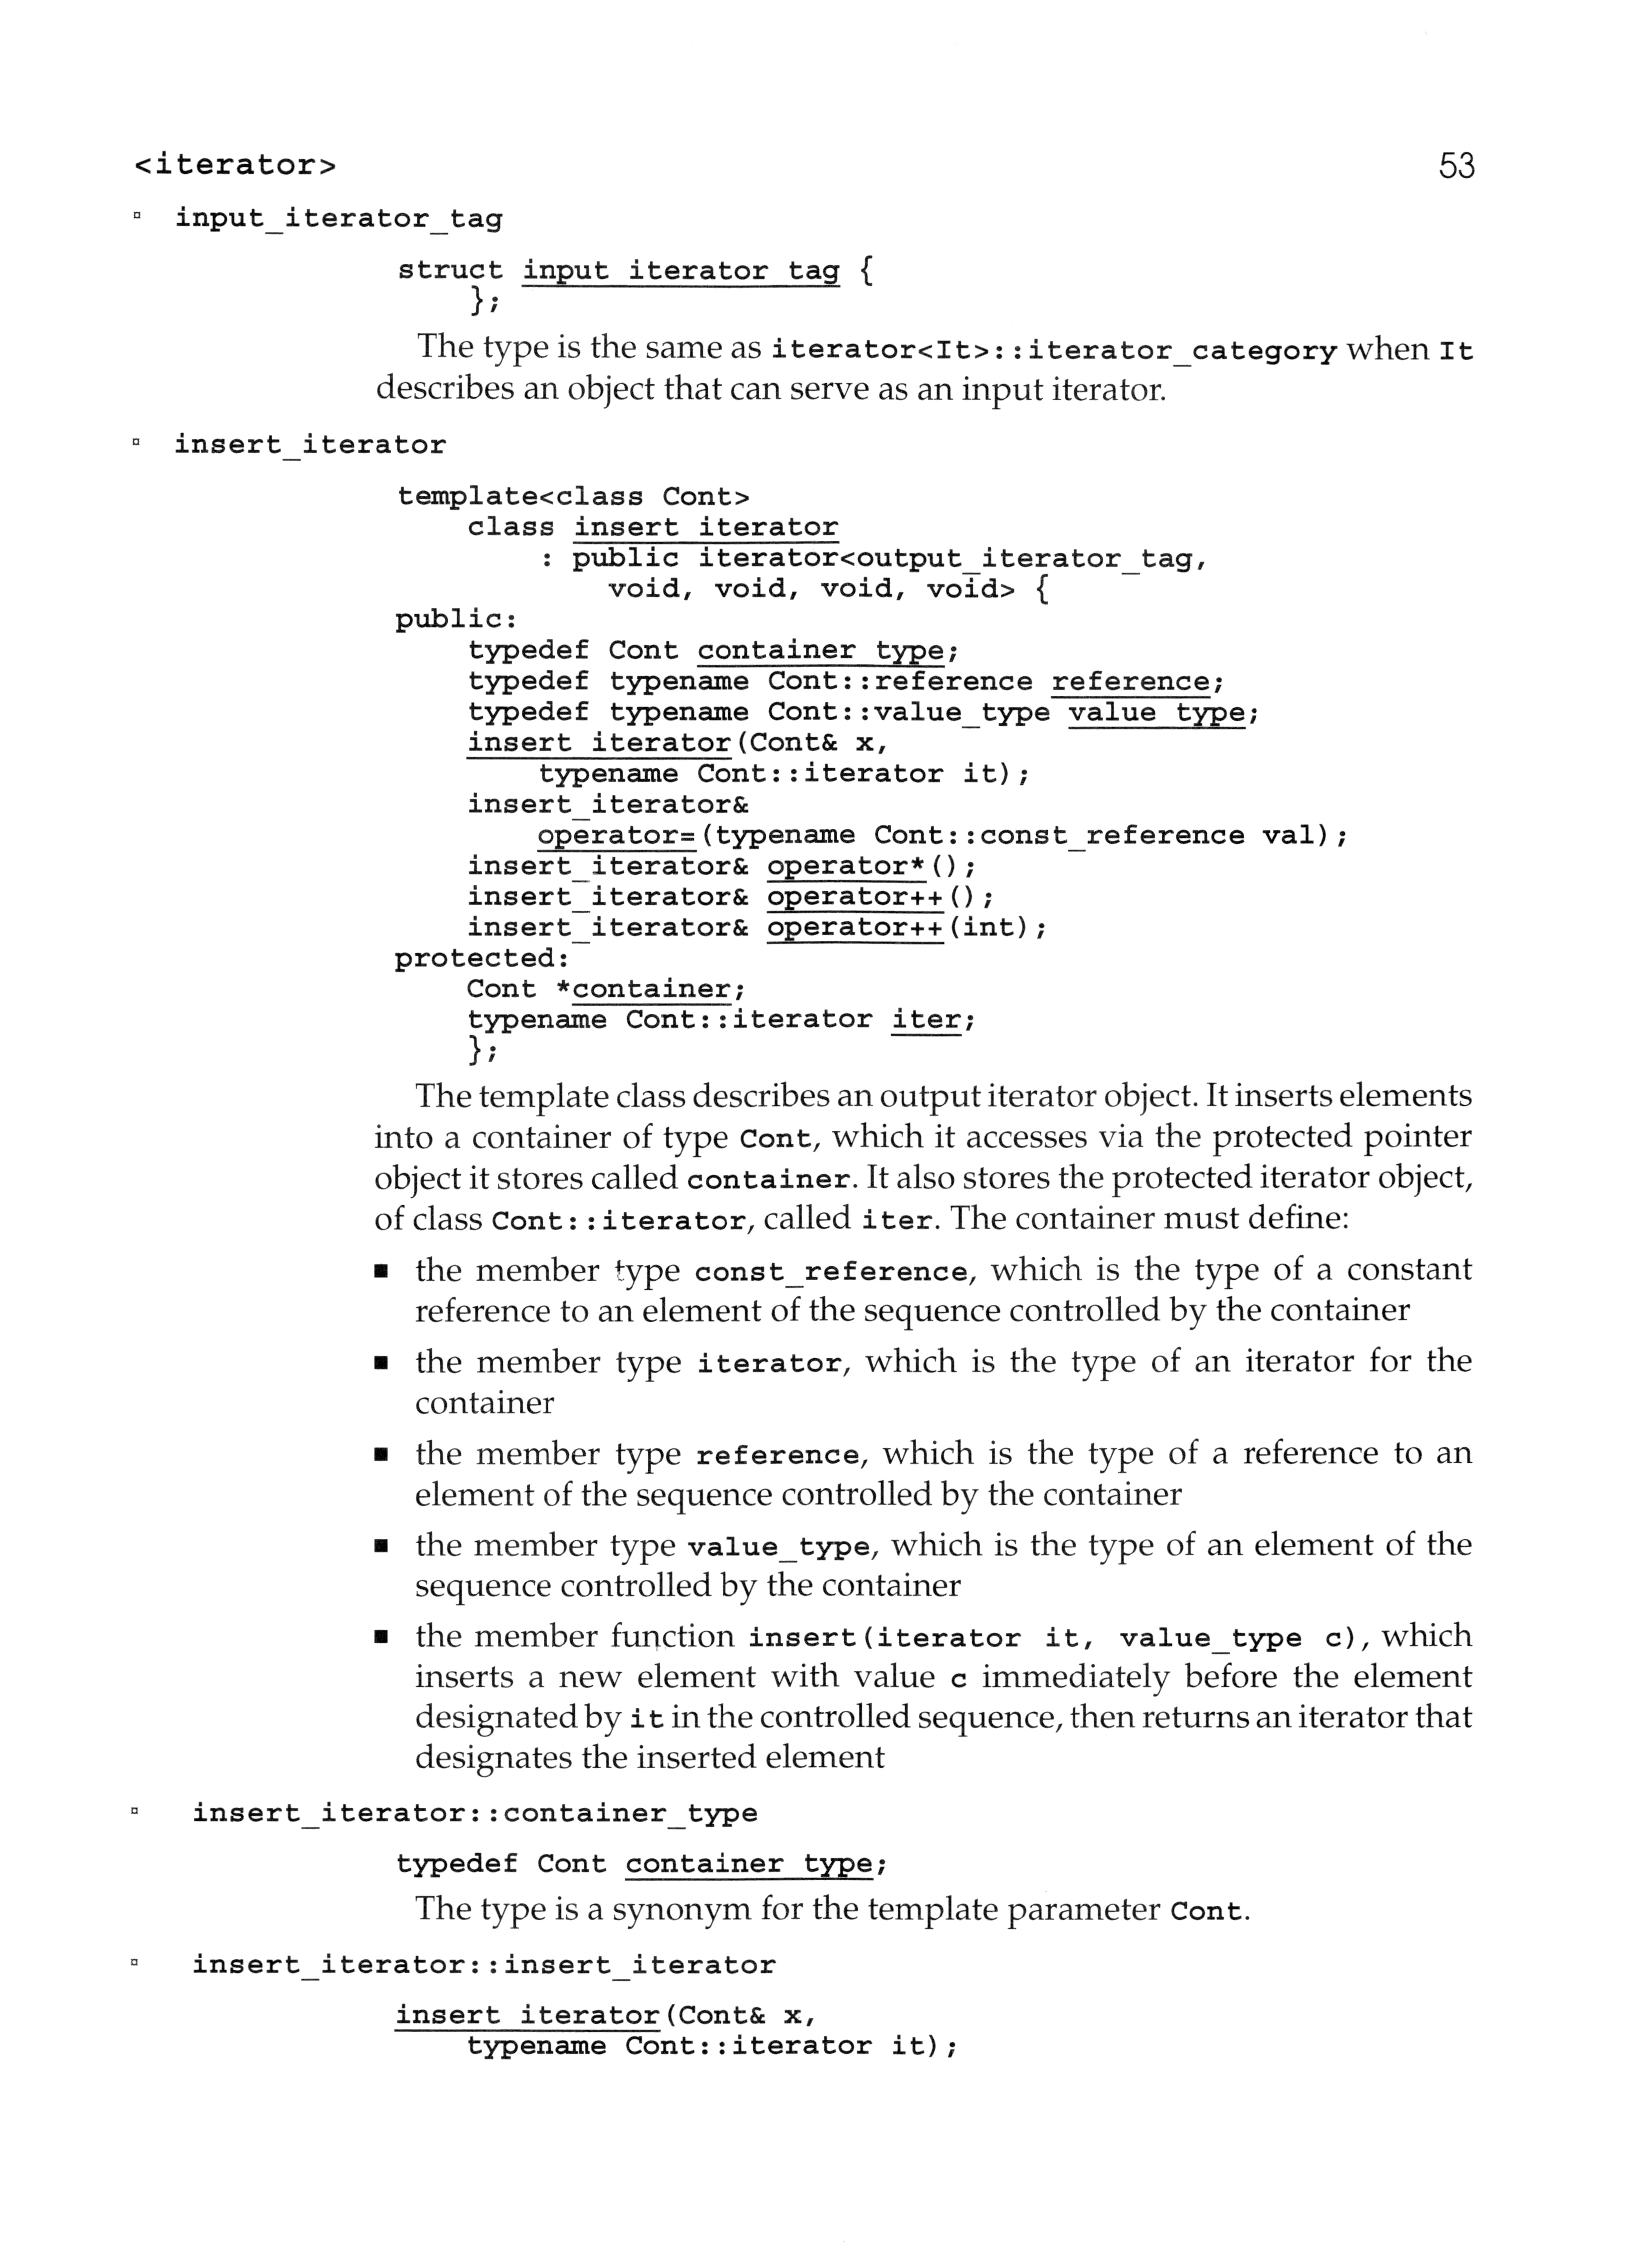 <iterator> 53
▫ input_iterator_tag
struct input_iterator_tag {
};
The type is the same as iterator<It>::iterator_category when It
describes an object that can serve as an input iterator.
▫ insert_iterator
template<class Cont>
class insert_iterator
: public iterator<output_iterator_tag,
void, void, void, void> {
public:
typedef Cont container_type;
typedef typename Cont::reference reference;
typedef typename Cont::value_type value_type;
insert_iterator(Cont& x,
typename Cont::iterator it);
insert_iterator&
operator=(typename Cont::const_reference val);
insert_iterator& operator*();
insert_iterator& operator++();
insert_iterator& operator++(int);
protected:
Cont *container;
typename Cont::iterator iter;
};
The template class describes an output iterator object. It inserts elements
into a container of type Cont, which it accesses via the protected pointer
object it stores called container. It also stores the protected iterator object,
of class Cont::iterator, called iter. The container must define:
■ the member type const_reference, which is the type of a constant
reference to an element of the sequence controlled by the container
■ the member type iterator, which is the type of an iterator for the
container
■ the member type reference, which is the type of a reference to an
element of the sequence controlled by the container
■ the member type value_type, which is the type of an element of the
sequence controlled by the container
■ the member function insert(iterator it, value_type c), which
inserts a new element with value c immediately before the element
designated by it in the controlled sequence, then returns an iterator that
designates the inserted element
▫ insert_iterator::container_type
typedef Cont container_type;
The type is a synonym for the template parameter Cont.
▫ insert_iterator::insert_iterator
insert_iterator(Cont& x,
typename Cont::iterator it);